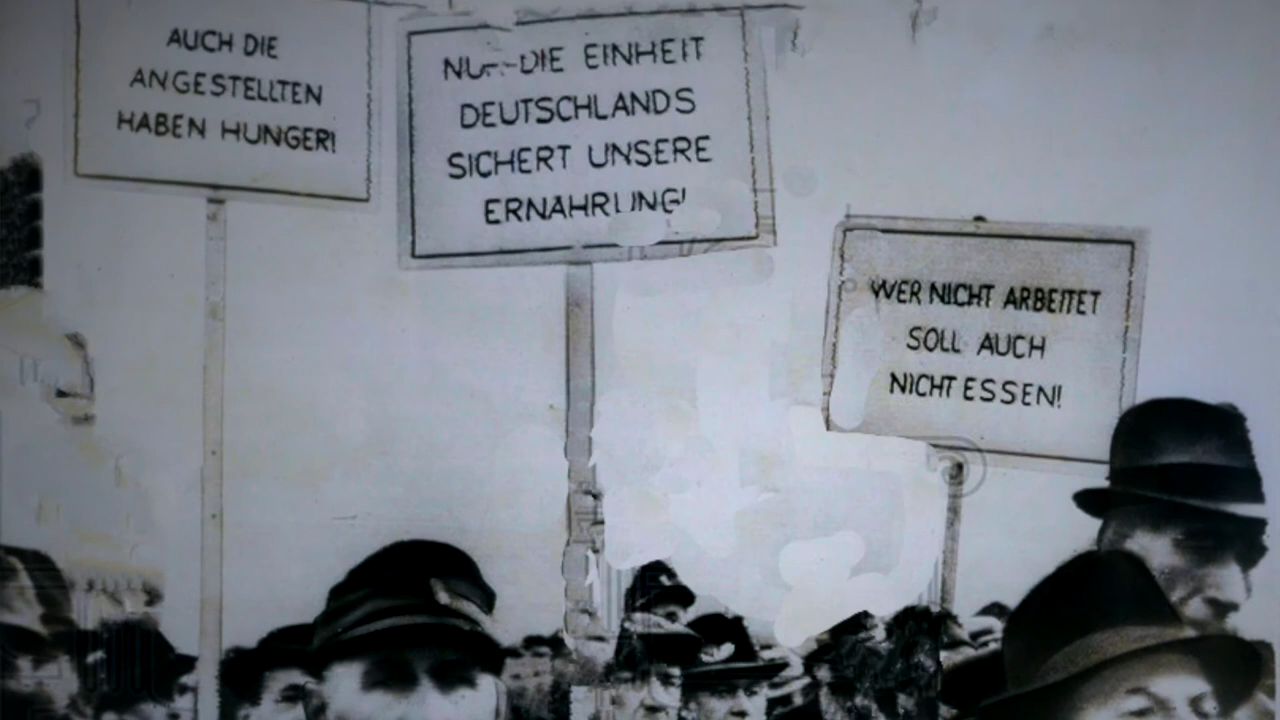 AUCH DIE
ANGESTELLTEN
HABEN HUNGER!
DIE EINHEIT
DEUTSCHLANDS
SICHERT UNSERE
ERNAHRUNG!
WER NICHT ARBEITET
SOLL AUCH
NICHT ESSEN!